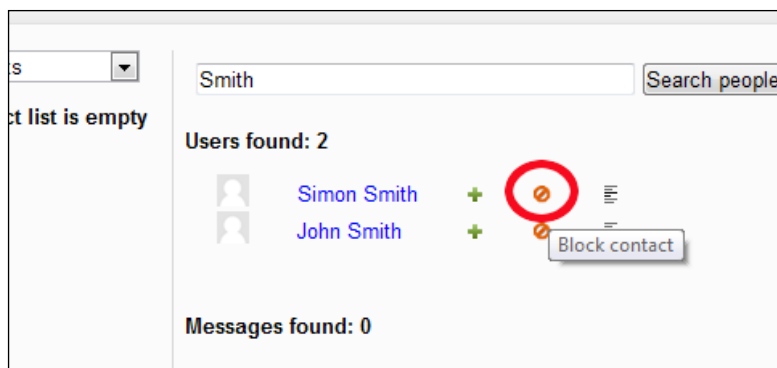 s
ct list is empty
Smith
Search people
Users found: 2
Simon Smith
John Smith
Block contact
Messages found: 0